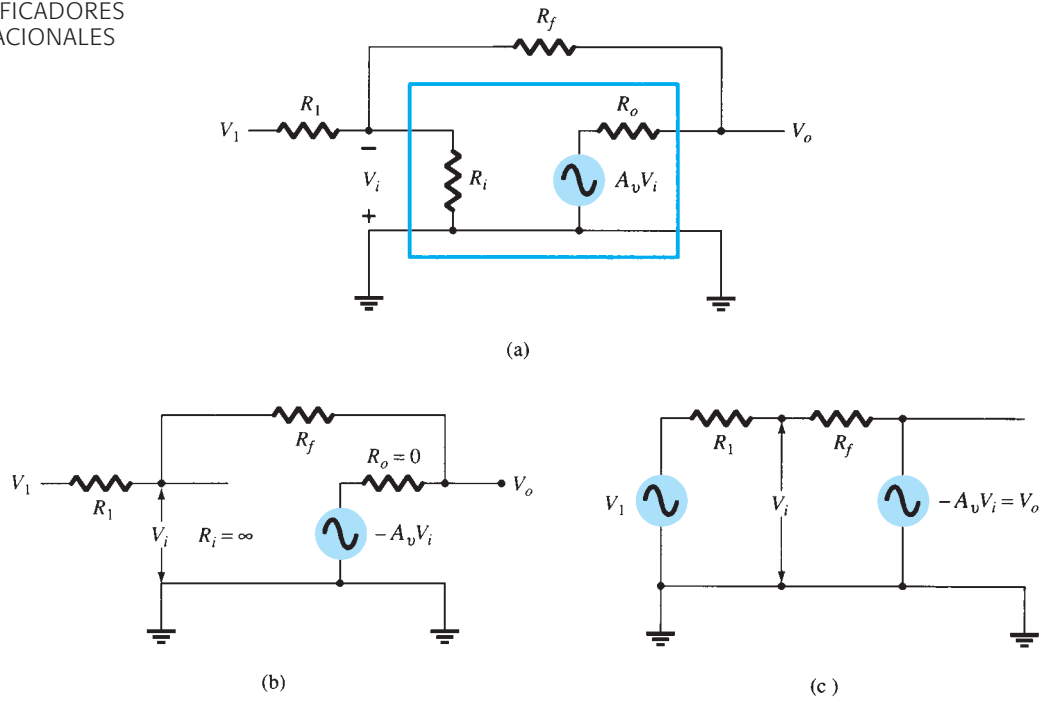 FICADORES
ACIONALES
R_f
R_1
R_o
V_1
−
V_o
V_i
R_i
A_vV_i
+
(a)
R_f
R_o = 0
V_1
V_o
R_1
V_i
R_i = ∞
−A_vV_i
(b)
R_1
R_f
V_1
V_i
−A_vV_i = V_o
(c )